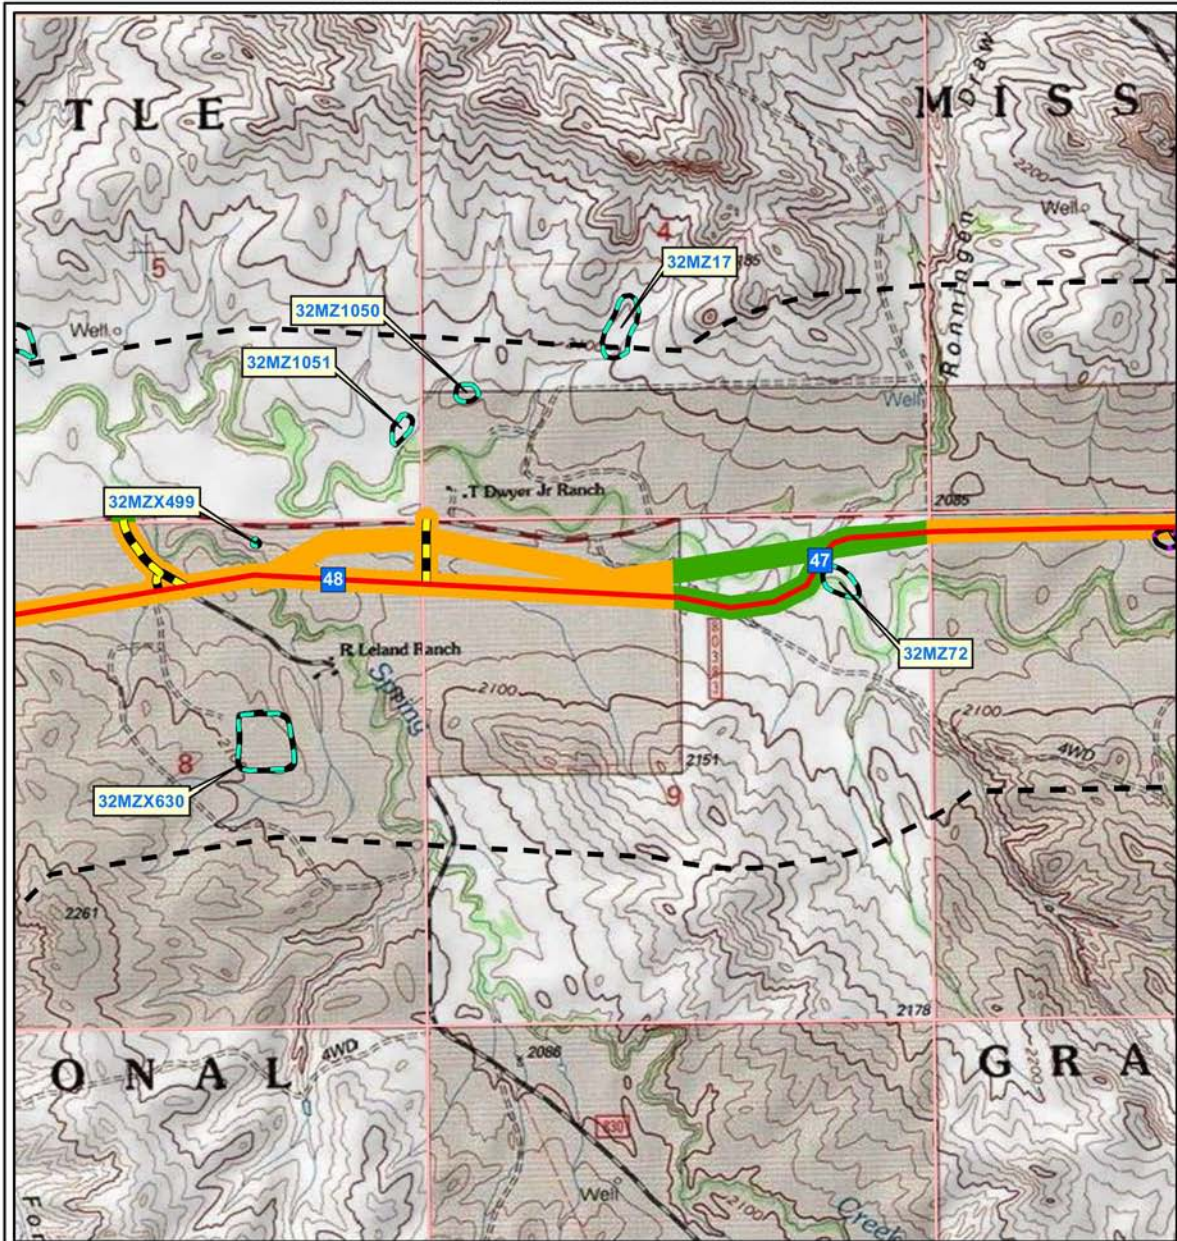 T L E
M I S S
Draw
2200
Well
4
32MZ17
5
32MZ1050
Well
Ronningen
32MZ1051
Well
T Dwyer Jr Ranch
32MZX499
2085
47
48
R Leland Ranch
32MZ72
Spring
2100
2100
4WD
2151
8
32MZX630
9
2261
2178
4WD
2086
O N A L
G R A
630
Well
2100
Creek
For